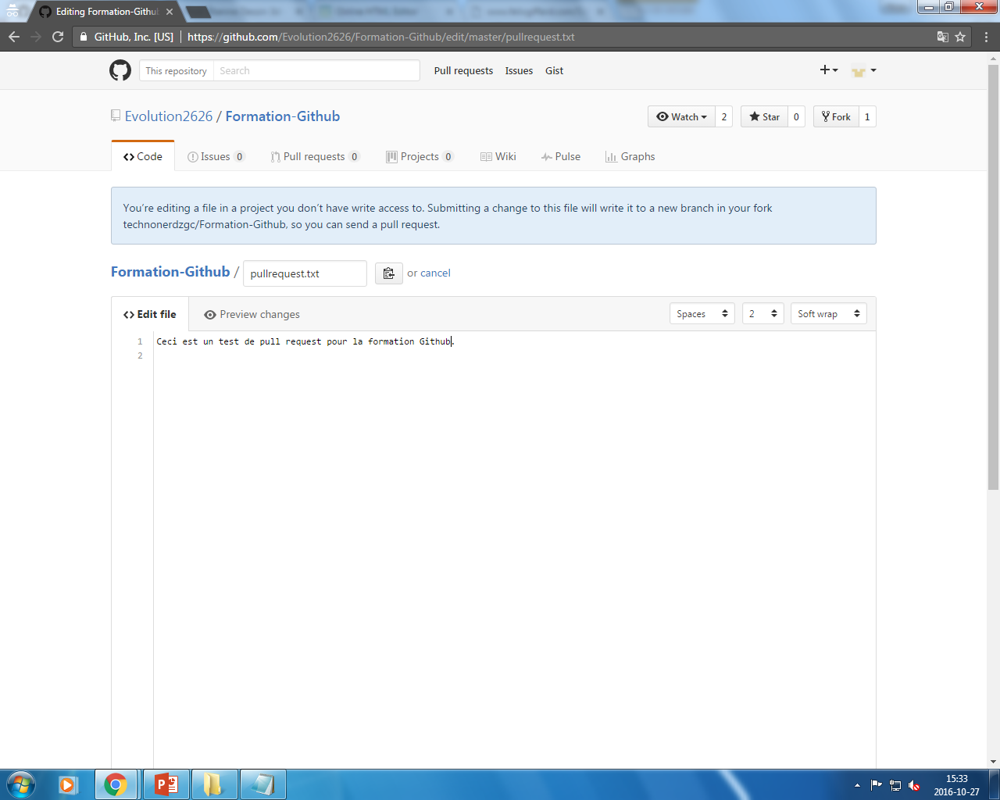 Editing Formation-Githu
GitHub, Inc. [US] https://github.com/Evolution2626/Formation-Github/edit/master/pullrequest.txt
This repository Search Pull requests Issues Gist
Evolution2626 / Formation-Github Watch 2 Star 0 Fork 1
Code Issues 0 Pull requests 0 Projects 0 Wiki Pulse Graphs
You’re editing a file in a project you don’t have write access to. Submitting a change to this file will write it to a new branch in your fork
technonerdzgc/Formation-Github, so you can send a pull request.
Formation-Github / pullrequest.txt or cancel
<> Edit file Preview changes Spaces 2 Soft wrap
1 Ceci est un test de pull request pour la formation Github.
2
15:33
2016-10-27